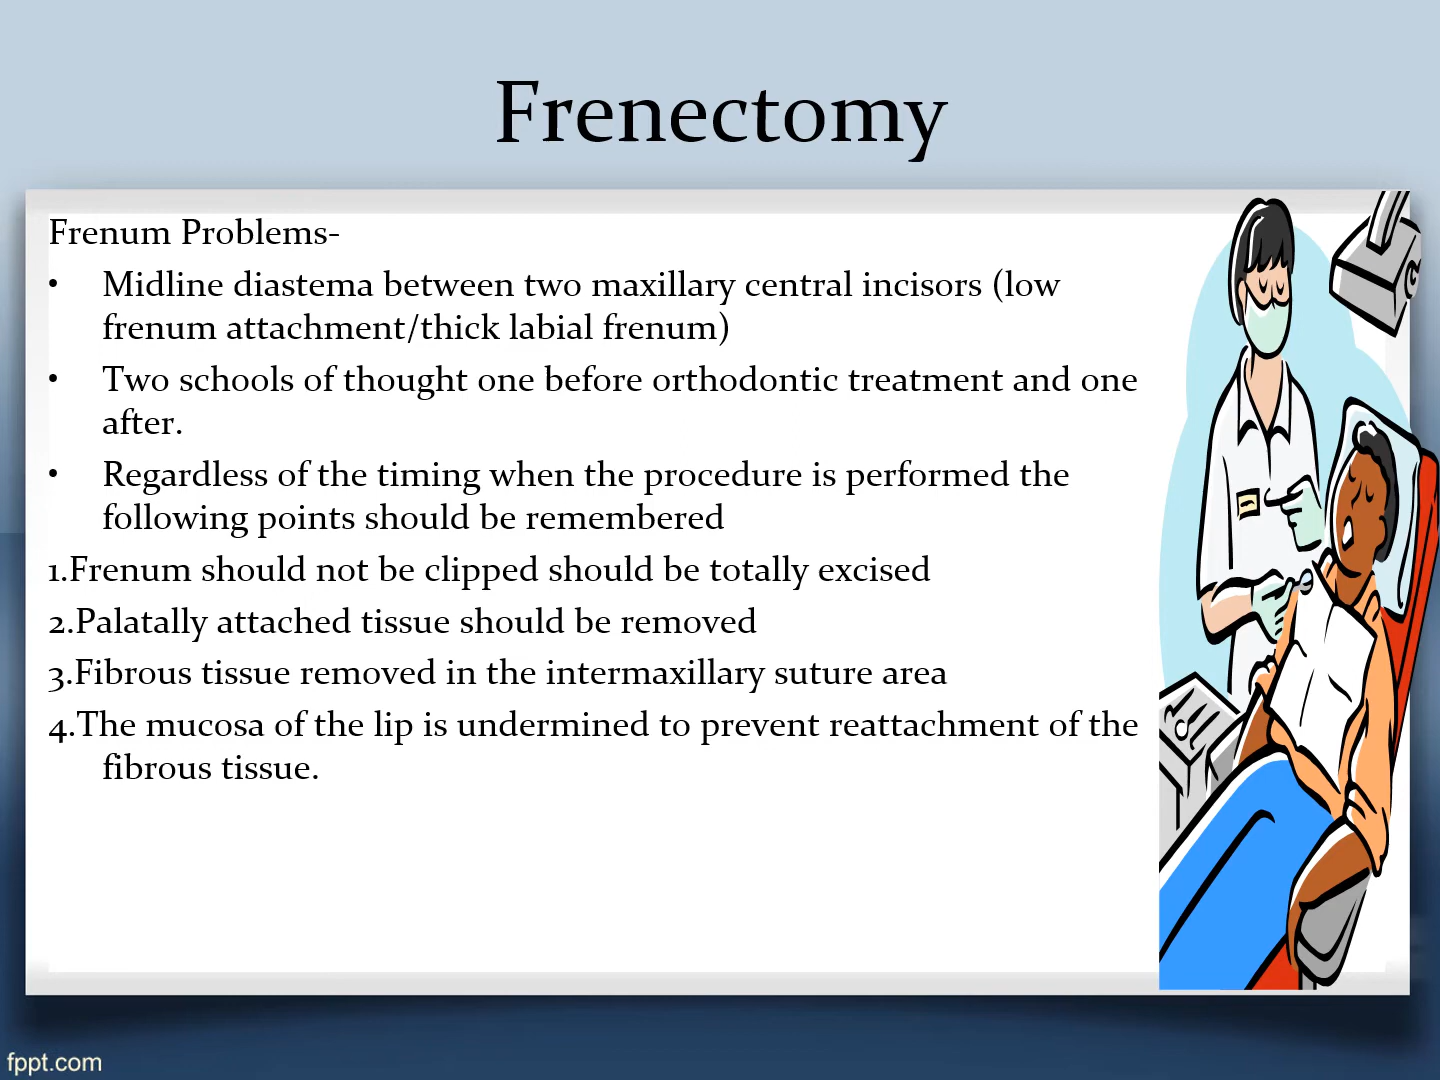 Frenectomy
Frenum Problems-
• Midline diastema between two maxillary central incisors (low
frenum attachment/thick labial frenum)
• Two schools of thought one before orthodontic treatment and one
after.
• Regardless of the timing when the procedure is performed the
following points should be remembered
1.Frenum should not be clipped should be totally excised
2.Palatally attached tissue should be removed
3.Fibrous tissue removed in the intermaxillary suture area
4.The mucosa of the lip is undermined to prevent reattachment of the
fibrous tissue.
fppt.com